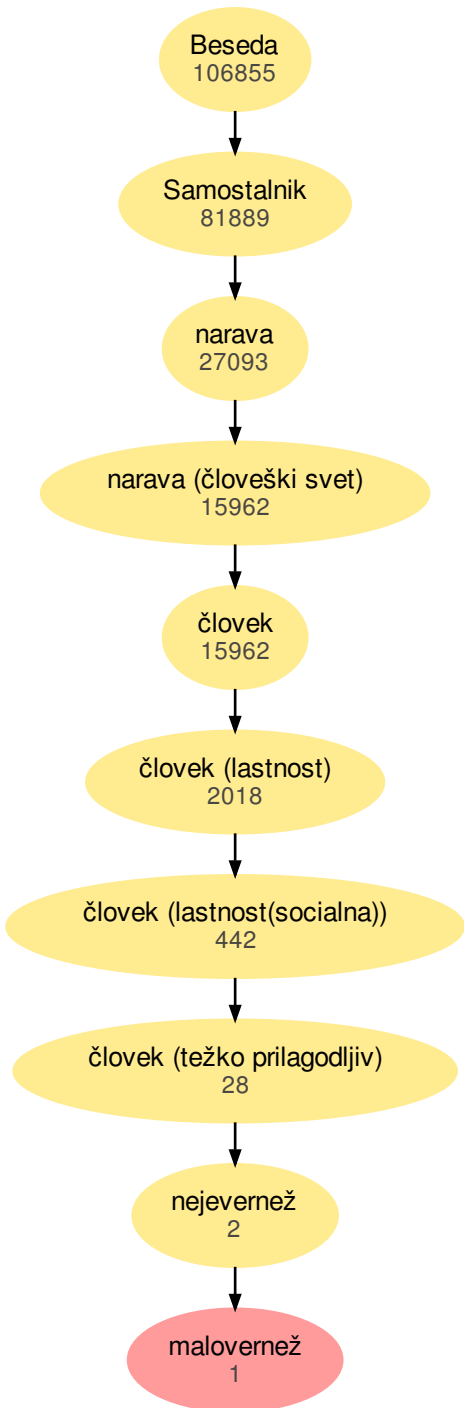 Beseda
106855
Samostalnik
81889
narava
27093
narava (človeški svet)
15962
človek
15962
človek (lastnost)
2018
človek (lastnost(socialna))
442
človek (težko prilagodljiv)
28
nejevernež
2
malovernež
1